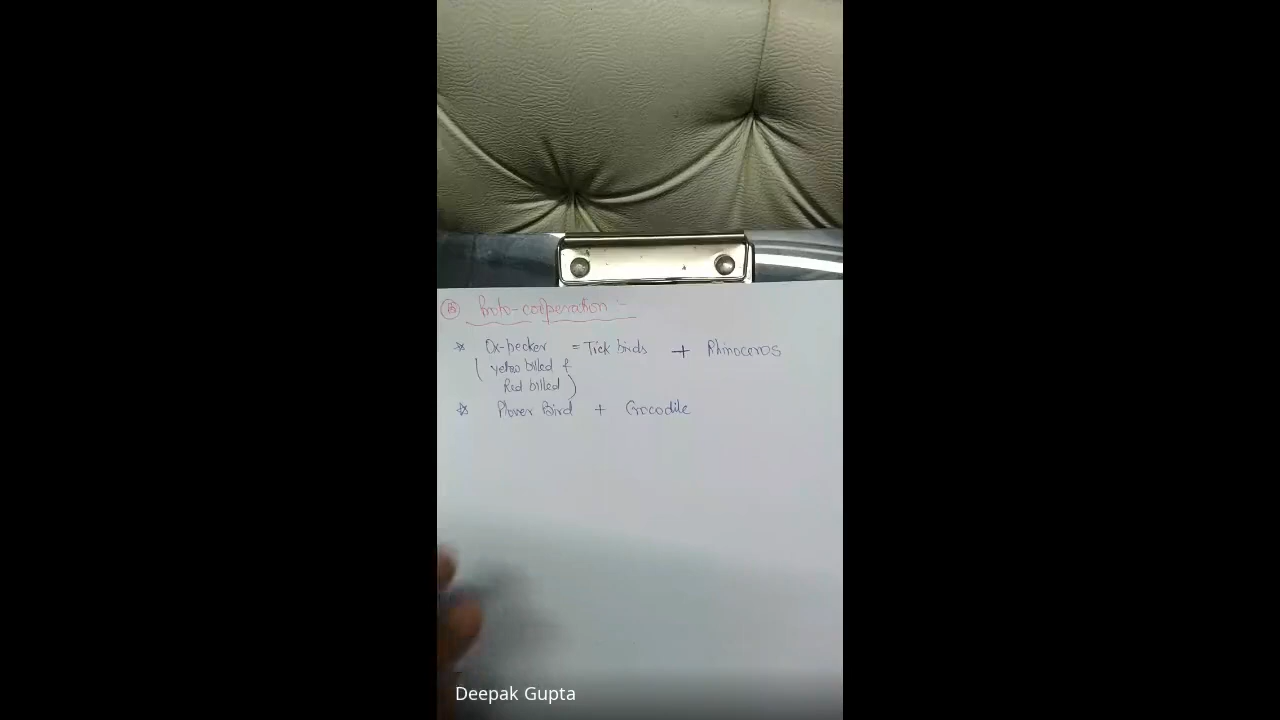 B Proto-cooperation :-
* Ox-pecker = Tick birds + Rhinoceros
( yellow billed &
Red billed )
* Plover Bird + Crocodile
Deepak Gupta